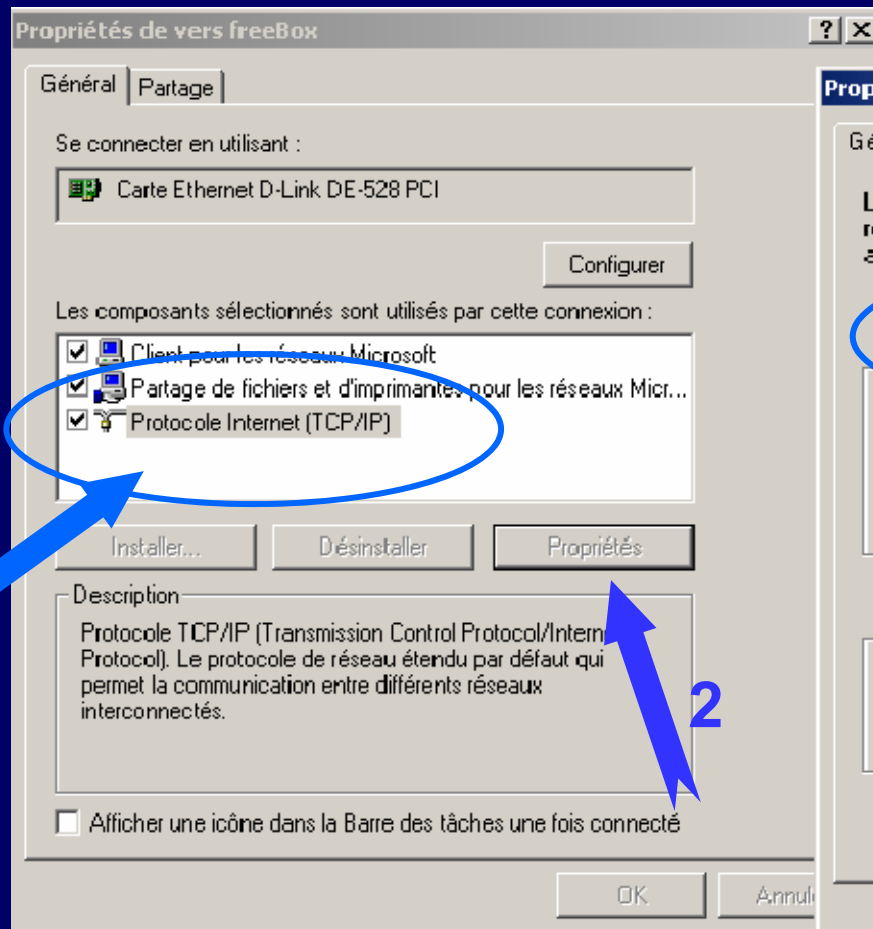 Propriétés de vers freeBox
Général
Partage
Se connecter en utilisant :
Carte Ethernet D-Link DE-528 PCI
Configurer
Les composants sélectionnés sont utilisés par cette connexion :
Client pour les réseaux Microsoft
Partage de fichiers et d'imprimantes pour les réseaux Micr...
Protocole Internet (TCP/IP)
Installer...
Désinstaller
Propriétés
Description
Protocole TCP/IP (Transmission Control Protocol/Intern
Protocol). Le protocole de réseau étendu par défaut qui
permet la communication entre différents réseaux
interconnectés.
2
Afficher une icône dans la Barre des tâches une fois connecté
OK
Annul
Prop
Gé